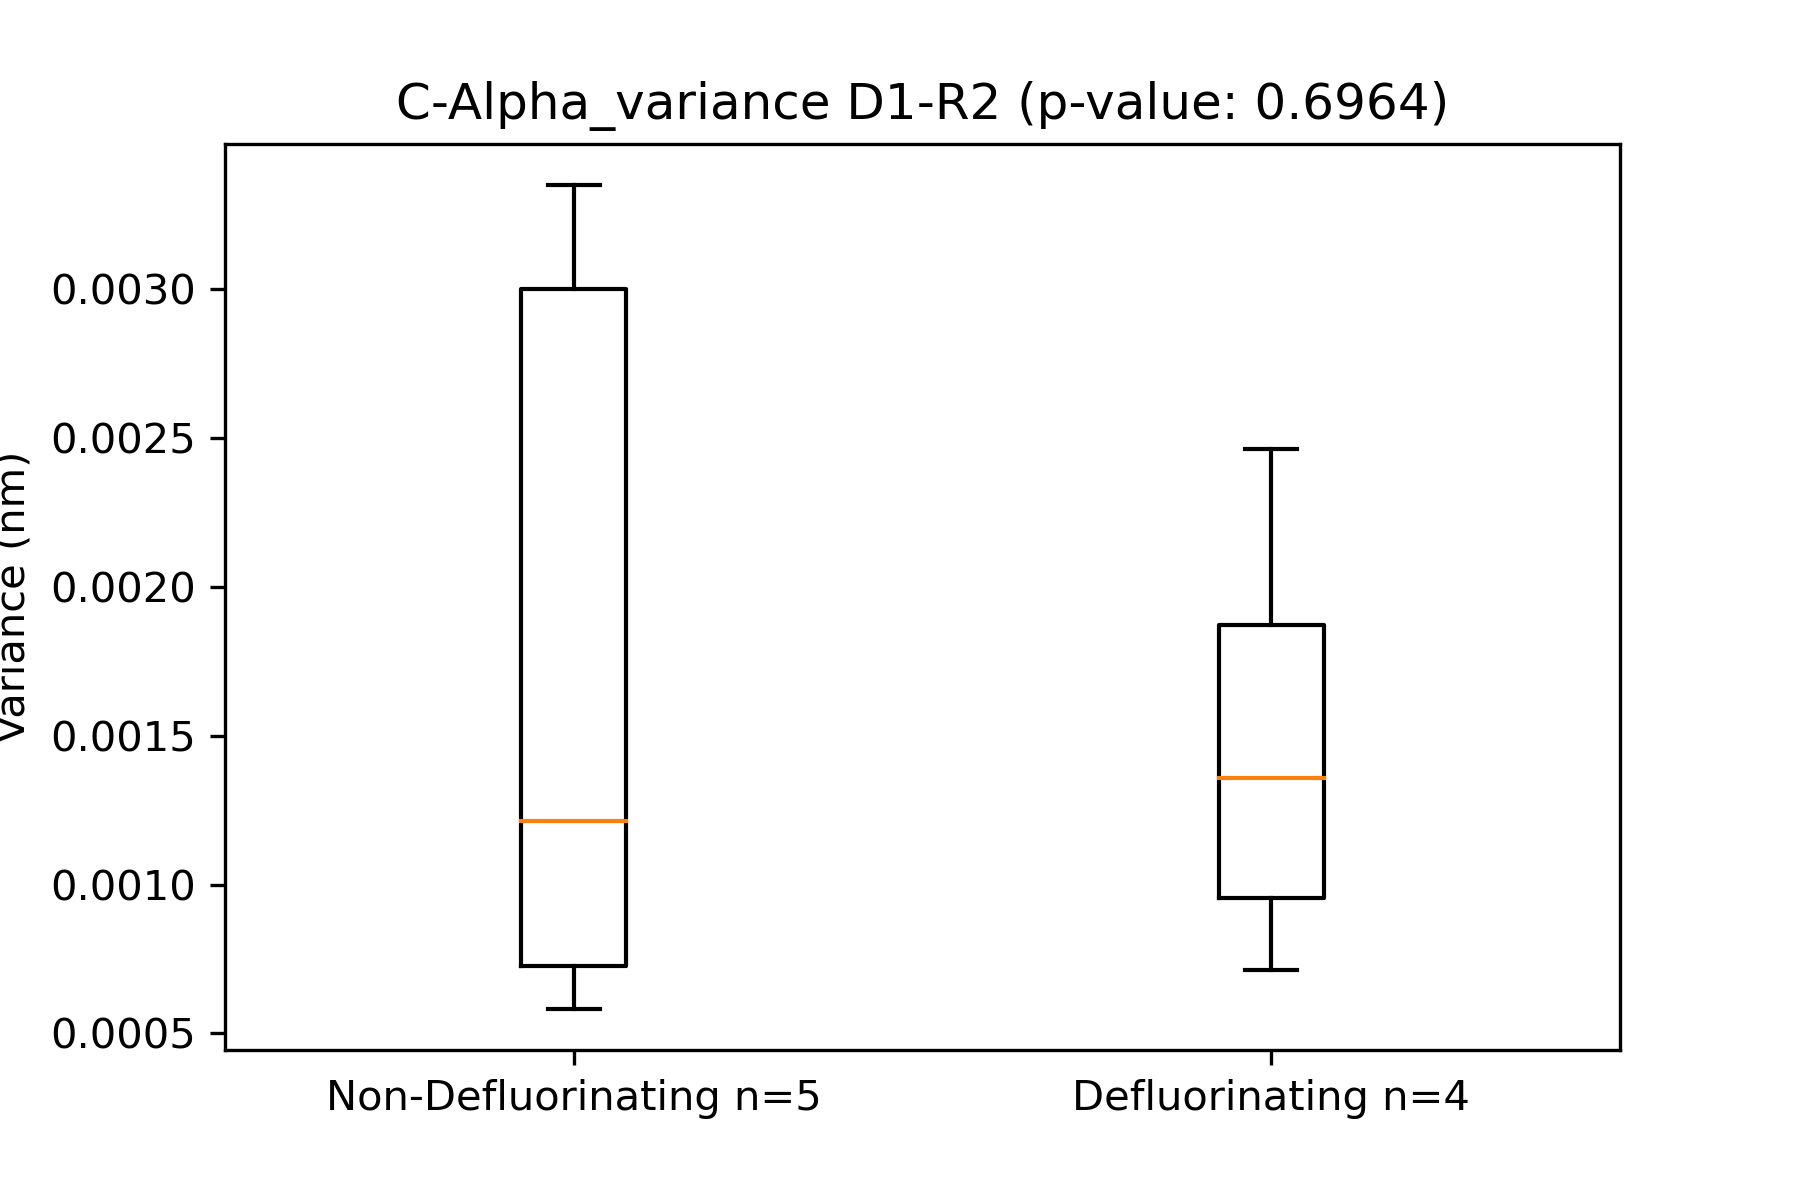 C-Alpha_variance D1-R2 (p-value: 0.6964)
Variance (nm)
0.0030
0.0025
0.0020
0.0015
0.0010
0.0005
Non-Defluorinating n=5
Defluorinating n=4